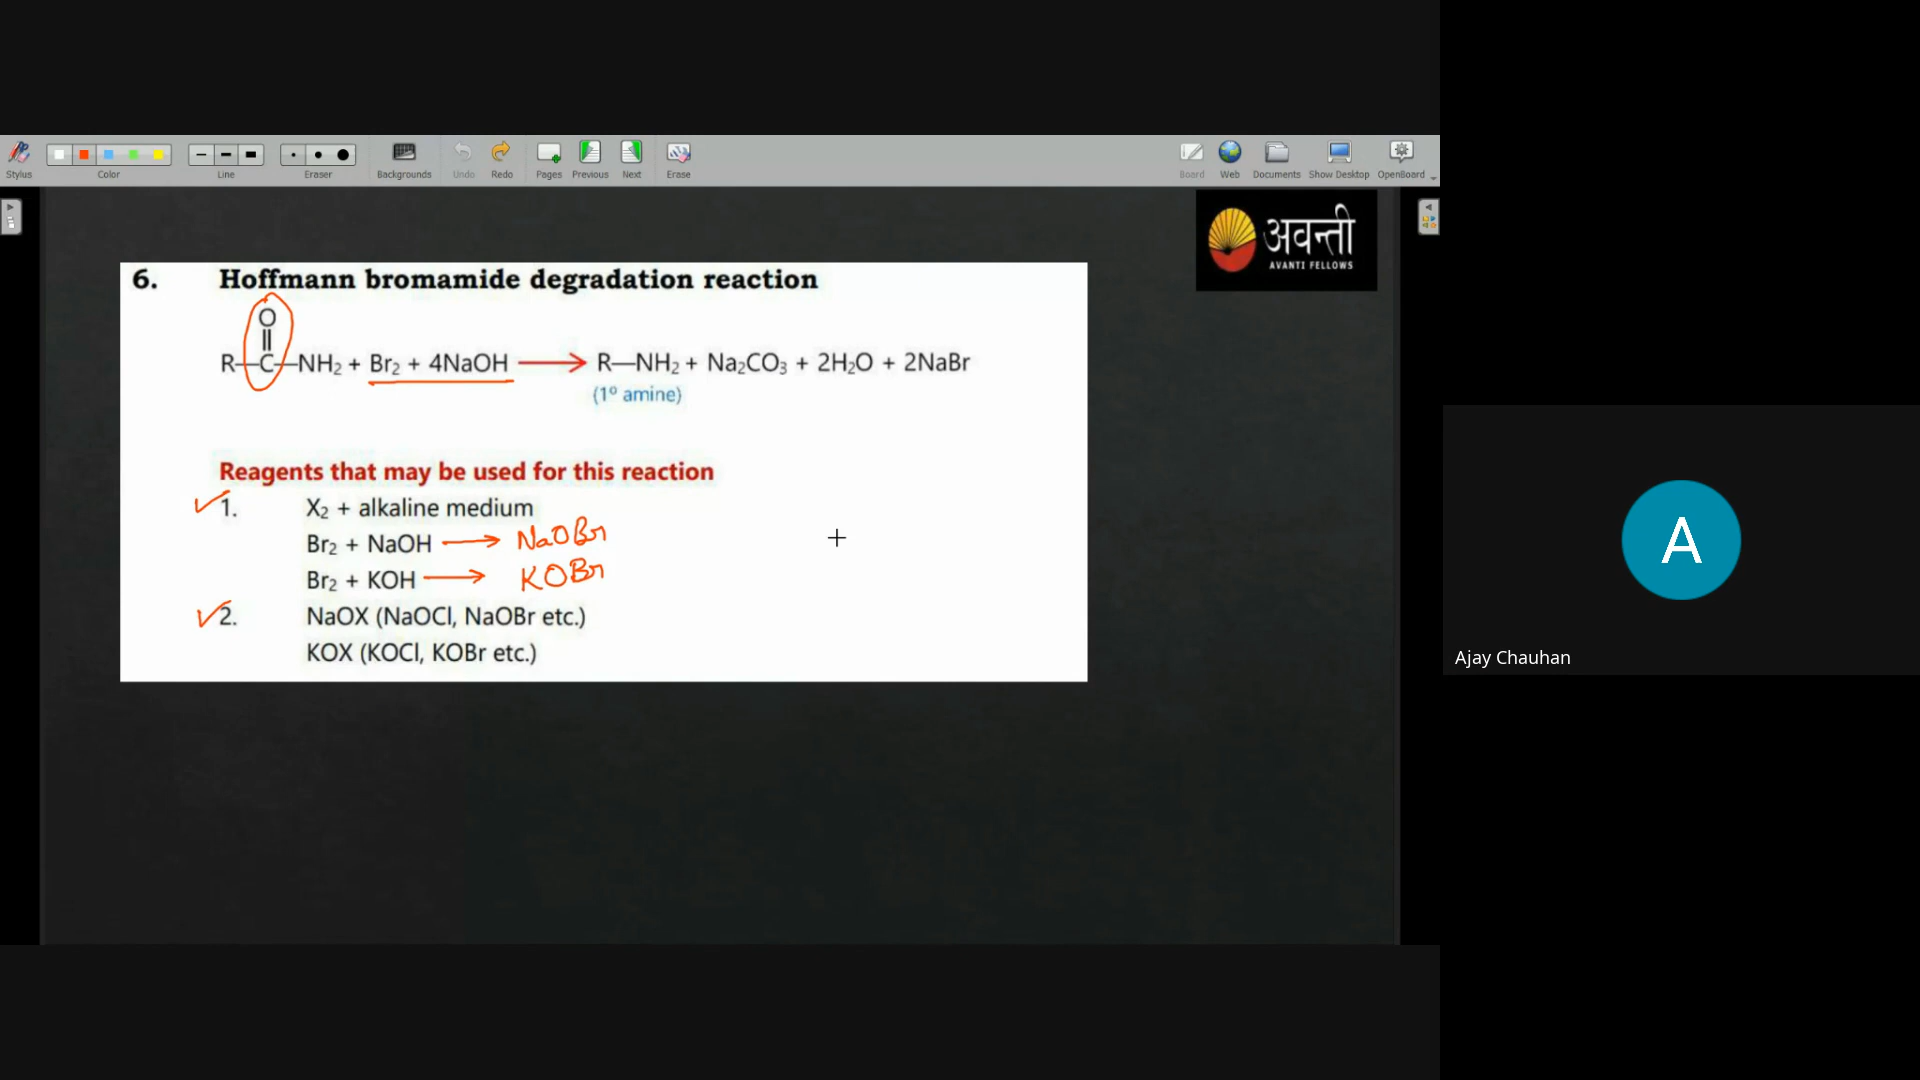 Stylus Color Line Eraser Backgrounds Undo Redo Pages Previous Next Erase Board Web Documents Show Desktop OpenBoard
अवन्ती
AVANTI FELLOWS
6. Hoffmann bromamide degradation reaction
O
R—C—NH₂ + Br₂ + 4NaOH ⟶ R—NH₂ + Na₂CO₃ + 2H₂O + 2NaBr
(1º amine)
Reagents that may be used for this reaction
✓1. X₂ + alkaline medium
Br₂ + NaOH ⟶ NaOBr
Br₂ + KOH ⟶ KOBr
✓2. NaOX (NaOCl, NaOBr etc.)
KOX (KOCl, KOBr etc.)
A
Ajay Chauhan